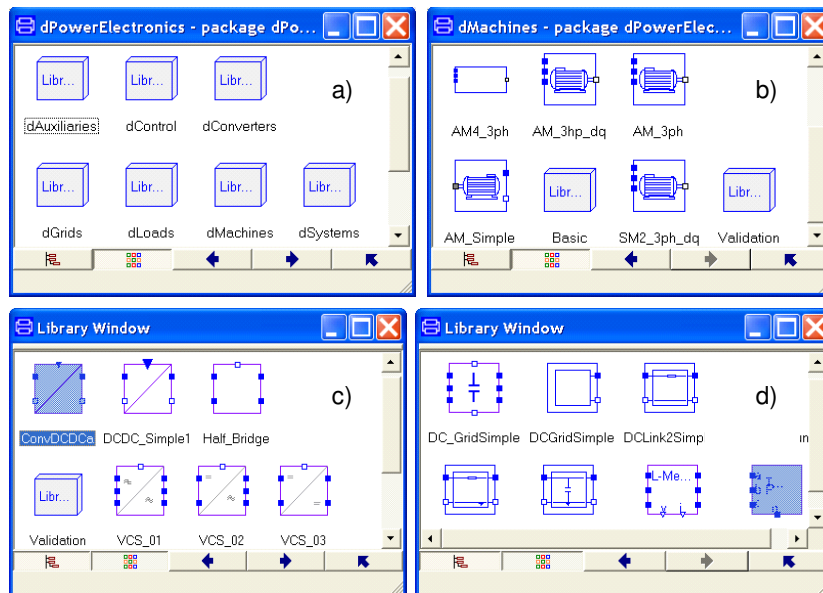 dPowerElectronics - package dPo...
Libr...
Libr...
Libr...
a)
dAuxiliaries dControl dConverters
Libr...
Libr...
Libr...
Libr...
dGrids dLoads dMachines dSystems
dMachines - package dPowerElec...
b)
AM4_3ph AM_3hp_dq AM_3ph
Libr...
Libr...
AM_Simple Basic SM2_3ph_dq Validation
Library Window
c)
ConvDCDCa DCDC_Simple1 Half_Bridge
Libr...
Validation VCS_01 VCS_02 VCS_03
Library Window
d)
DC_GridSimple DCGridSimple DCLink2Simp
L-Me...